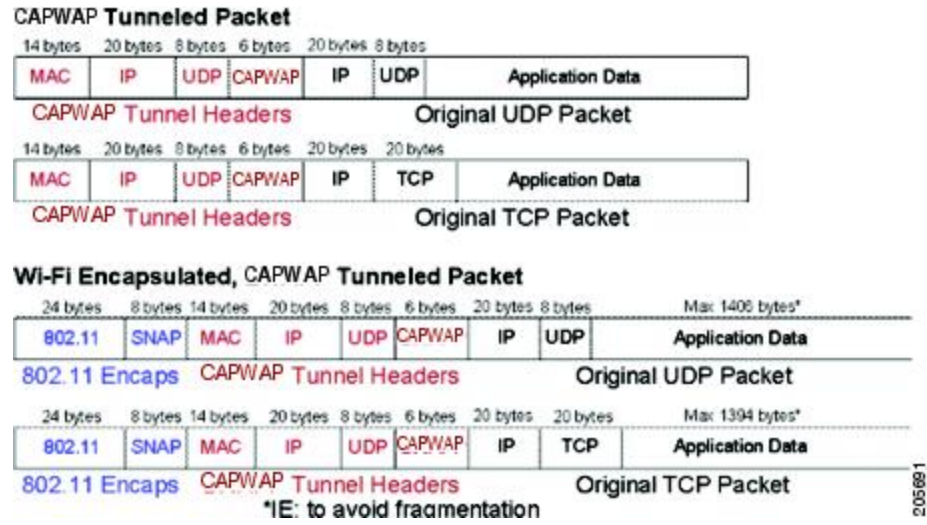 CAPWAP Tunneled Packet
14 bytes 20 bytes 8 bytes 6 bytes 20 bytes 8 bytes
MAC IP UDP CAPWAP IP UDP Application Data
CAPWAP Tunnel Headers Original UDP Packet
14 bytes 20 bytes 8 bytes 6 bytes 20 bytes 20 bytes
MAC IP UDP CAPWAP IP TCP Application Data
CAPWAP Tunnel Headers Original TCP Packet
Wi-Fi Encapsulated, CAPWAP Tunneled Packet
24 bytes 8 bytes 14 bytes 20 bytes 8 bytes 6 bytes 20 bytes 8 bytes Max 1406 bytes*
802.11 SNAP MAC IP UDP CAPWAP IP UDP Application Data
802.11 Encaps CAPWAP Tunnel Headers Original UDP Packet
24 bytes 8 bytes 14 bytes 20 bytes 8 bytes 6 bytes 20 bytes 20 bytes Max 1394 bytes*
802.11 SNAP MAC IP UDP CAPWAP IP TCP Application Data
802.11 Encaps CAPWAP Tunnel Headers Original TCP Packet
*IE: to avoid fragmentation
205691